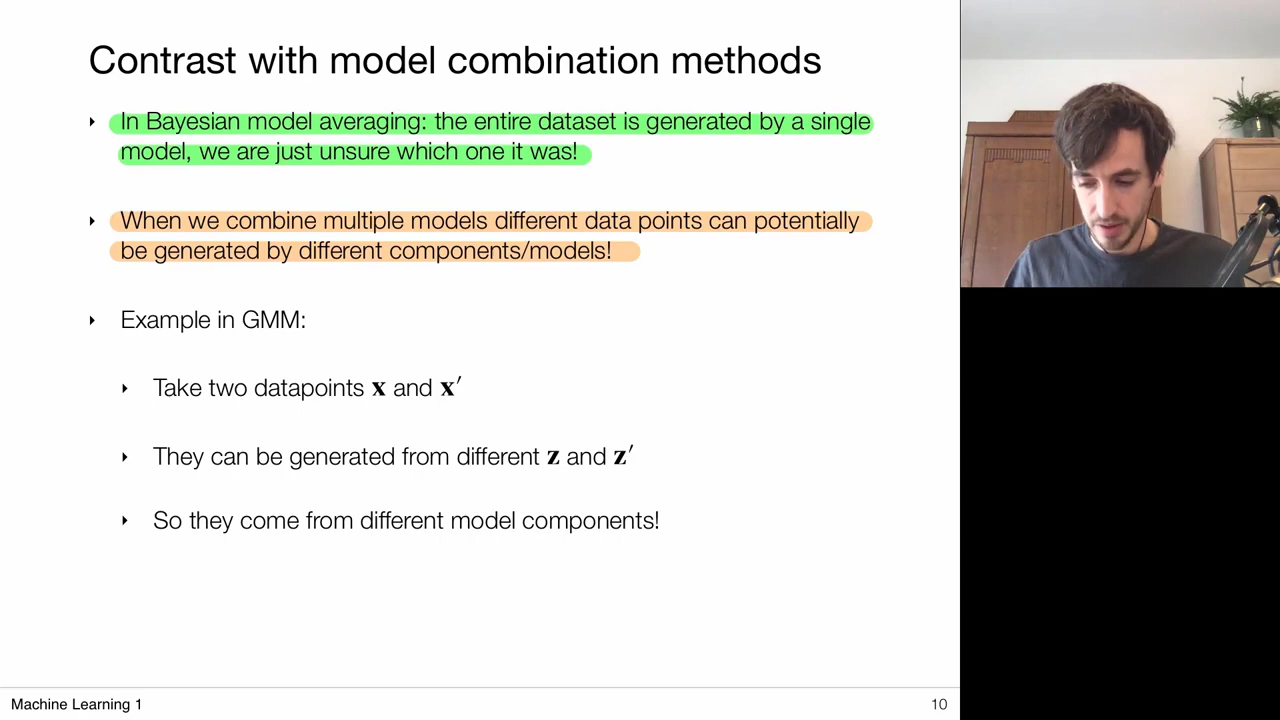 Contrast with model combination methods
In Bayesian model averaging: the entire dataset is generated by a single
model, we are just unsure which one it was!
When we combine multiple models different data points can potentially
be generated by different components/models!
Example in GMM:
Take two datapoints x and x′
They can be generated from different z and z′
So they come from different model components!
Machine Learning 1
10